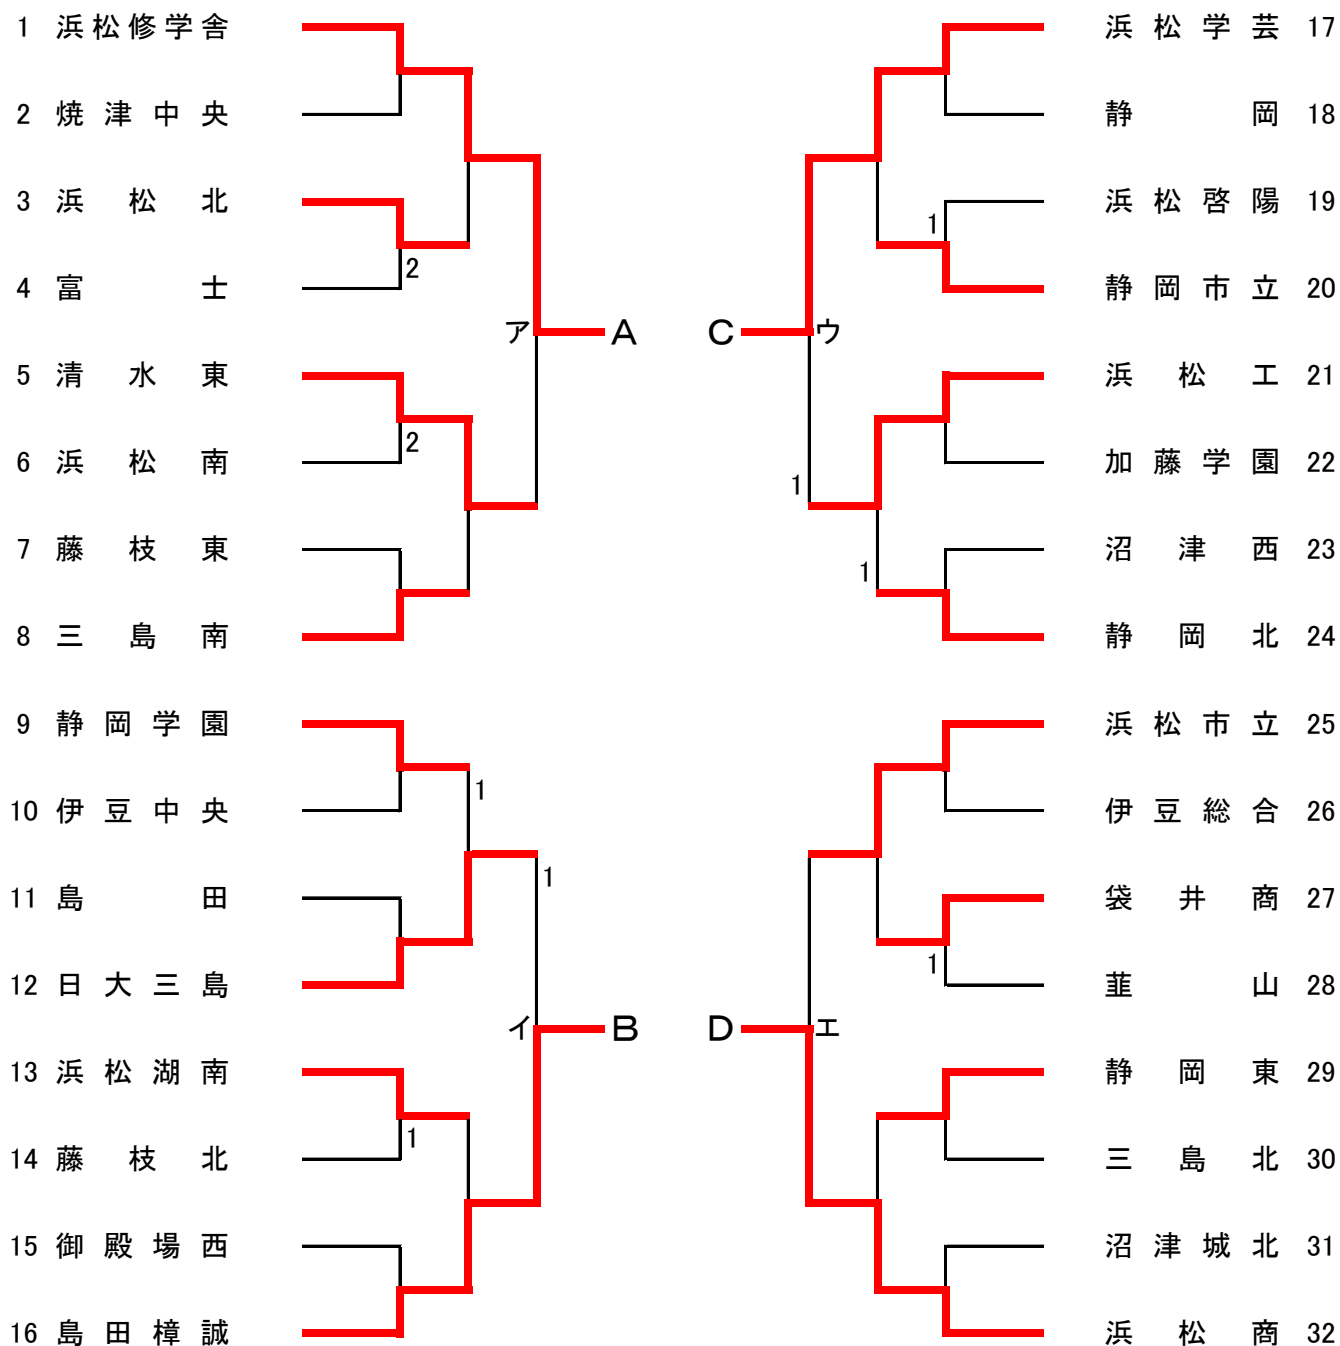 1 浜松修学舎
2 焼津中央
3 浜松北
4 富士
2
ア A
5 清水東
6 浜松南
2
7 藤枝東
8 三島南
9 静岡学園
10 伊豆中央
1
11 島田
1
12 日大三島
イ B
13 浜松湖南
14 藤枝北
1
15 御殿場西
16 島田樟誠
浜松学芸 17
静岡 18
浜松啓陽 19
1
静岡市立 20
C ウ
浜松工 21
加藤学園 22
1
沼津西 23
1
静岡北 24
浜松市立 25
伊豆総合 26
袋井商 27
1
韮山 28
D エ
静岡東 29
三島北 30
沼津城北 31
浜松商 32